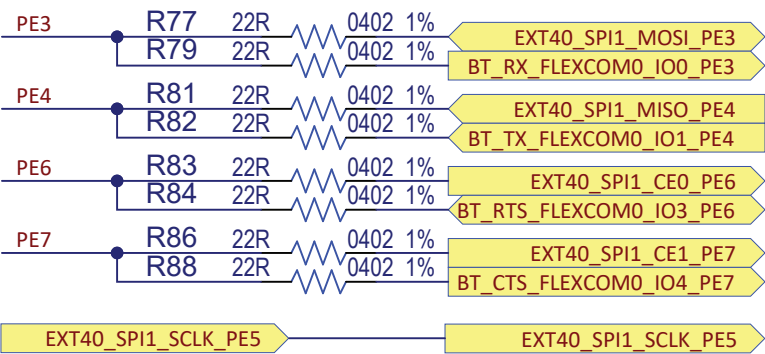 PE3 R77 22R 0402 1% EXT40_SPI1_MOSI_PE3
R79 22R 0402 1% BT_RX_FLEXCOM0_IO0_PE3
PE4 R81 22R 0402 1% EXT40_SPI1_MISO_PE4
R82 22R 0402 1% BT_TX_FLEXCOM0_IO1_PE4
PE6 R83 22R 0402 1% EXT40_SPI1_CE0_PE6
R84 22R 0402 1% BT_RTS_FLEXCOM0_IO3_PE6
PE7 R86 22R 0402 1% EXT40_SPI1_CE1_PE7
R88 22R 0402 1% BT_CTS_FLEXCOM0_IO4_PE7
EXT40_SPI1_SCLK_PE5 EXT40_SPI1_SCLK_PE5